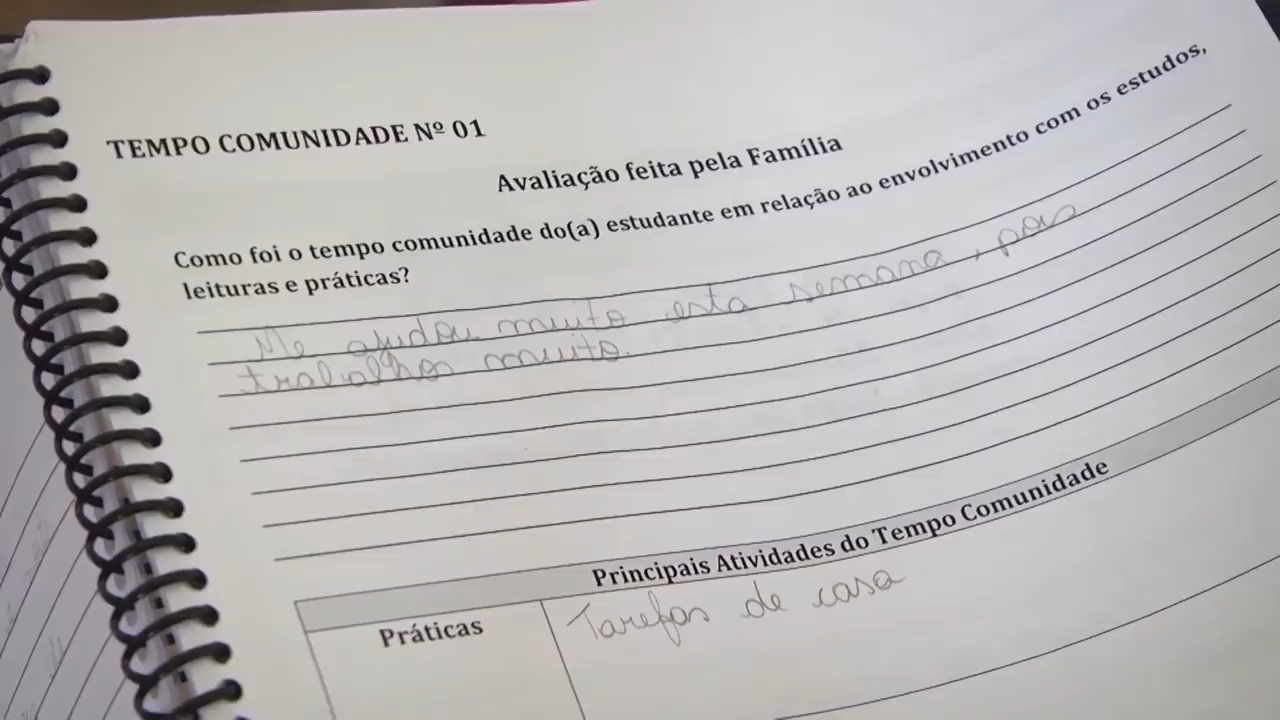 TEMPO COMUNIDADE Nº 01
Avaliação feita pela Família
Como foi o tempo comunidade do(a) estudante em relação ao envolvimento com os estudos,
leituras e práticas?
Me ajudou muito esta semana, pois
trabalhos muito.
Principais Atividades do Tempo Comunidade
Práticas
Tarefas de casa